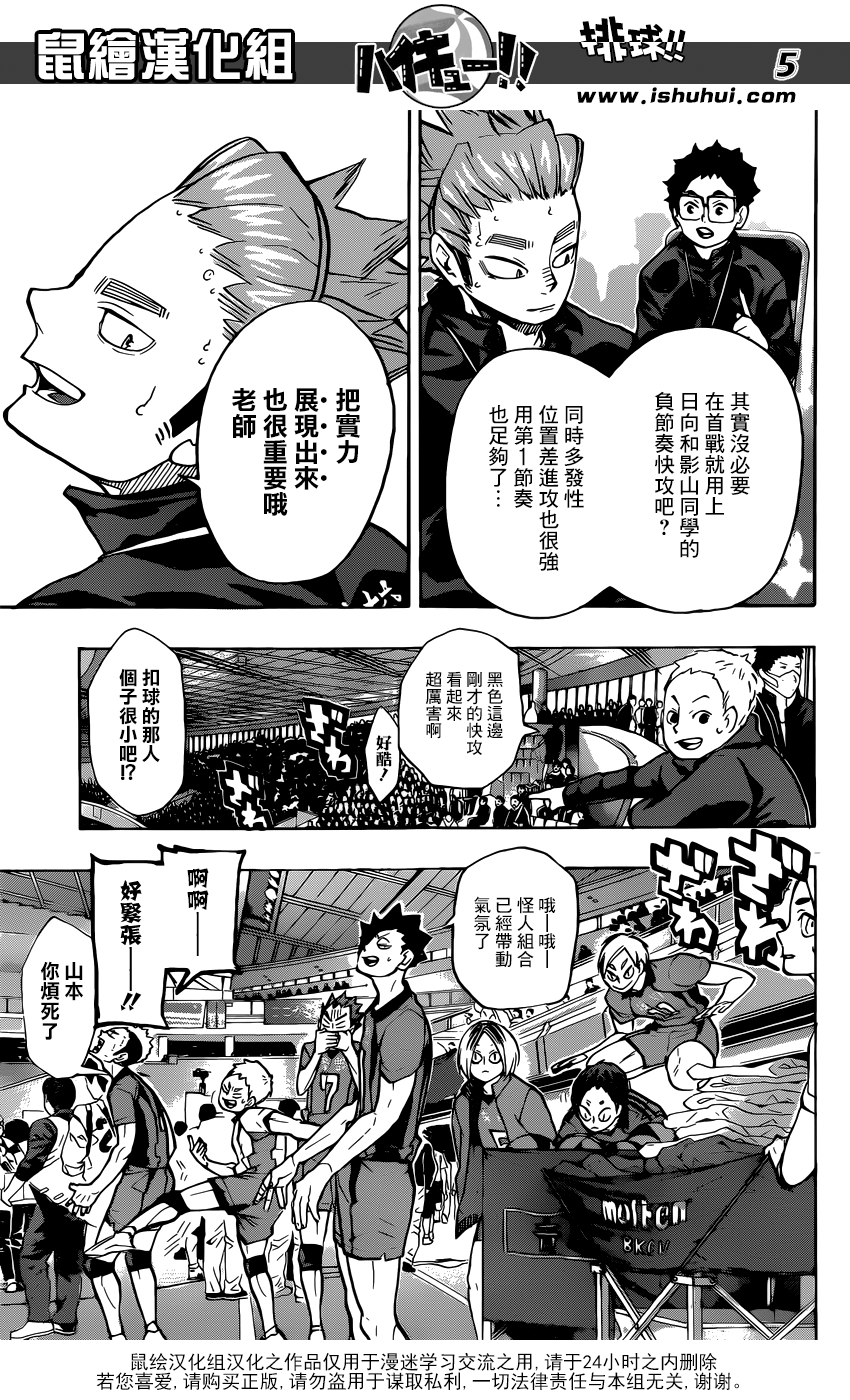 鼠繪漢化組
ハイキュー!!
排球!!
5
www.ishuhui.com
其實沒必要
在首戰就用上
日向和影山同學的
負節奏快攻吧?
同時多發性
位置差進攻也很強
用第1節奏
也足夠了…
把實力
展現出來
也很重要哦
老師
黑色這邊
剛才的快攻
看起來
超厲害啊
好酷!
扣球的那人
個子很小吧!?
ざわ
ざわ
ざわ
ざわ
哦—哦—
怪人組合
已經帶動
氣氛了
啊啊——
好緊張——!!
山本
你煩死了
7
molten
鼠绘汉化组汉化之作品仅用于漫迷学习交流之用, 请于24小时之内删除
若您喜爱, 请购买正版, 请勿盗用于谋取私利, 一切法律责任与本组无关, 谢谢。